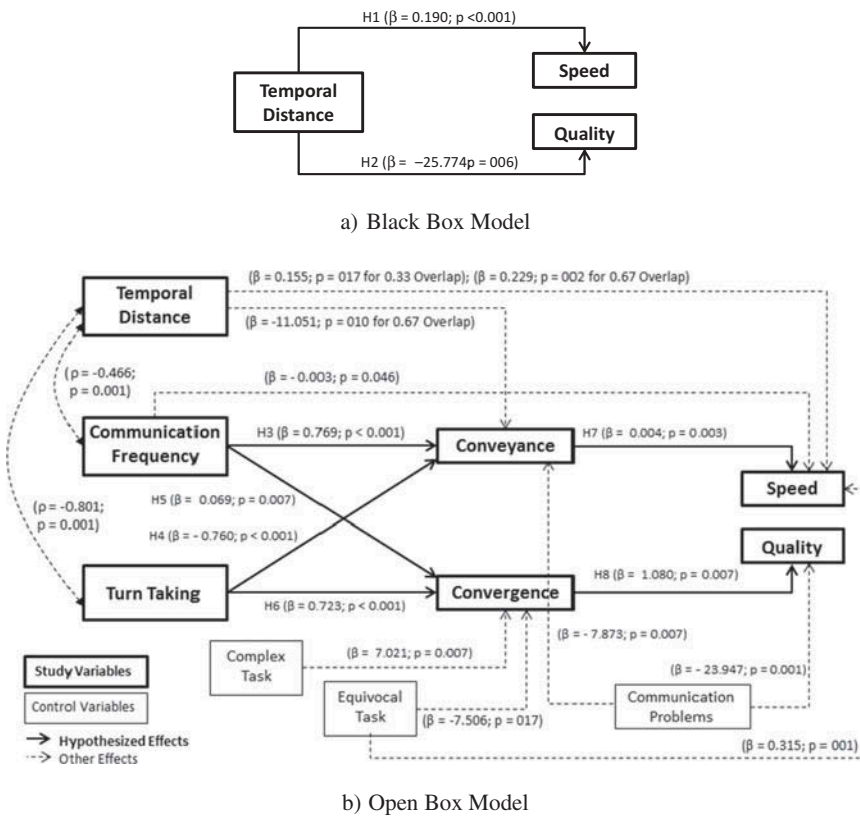 H1 (β = 0.190; p <0.001)
Speed
Temporal
Distance
Quality
H2 (β = −25.774p = 006)
a) Black Box Model
(β = 0.155; p = 017 for 0.33 Overlap); (β = 0.229; p = 002 for 0.67 Overlap)
Temporal
Distance
(β = -11.051; p = 010 for 0.67 Overlap)
(ρ = -0.466;
p = 0.001)
(β = - 0.003; p = 0.046)
Communication
Frequency
H3 (β = 0.769; p < 0.001)
Conveyance
H7 (β = 0.004; p = 0.003)
H5 (β = 0.069; p = 0.007)
Speed
(ρ = -0.801;
p = 0.001)
H4 (β = - 0.760; p < 0.001)
Quality
Turn Taking
Convergence
H8 (β = 1.080; p = 0.007)
H6 (β = 0.723; p < 0.001)
(β = - 7.873; p = 0.007)
Complex
Task
(β = 7.021; p = 0.007)
Study Variables
(β = - 23.947; p = 0.001)
Control Variables
Equivocal
Task
(β = -7.506; p = 017)
Communication
Problems
Hypothesized Effects
(β = 0.315; p = 001)
Other Effects
b) Open Box Model